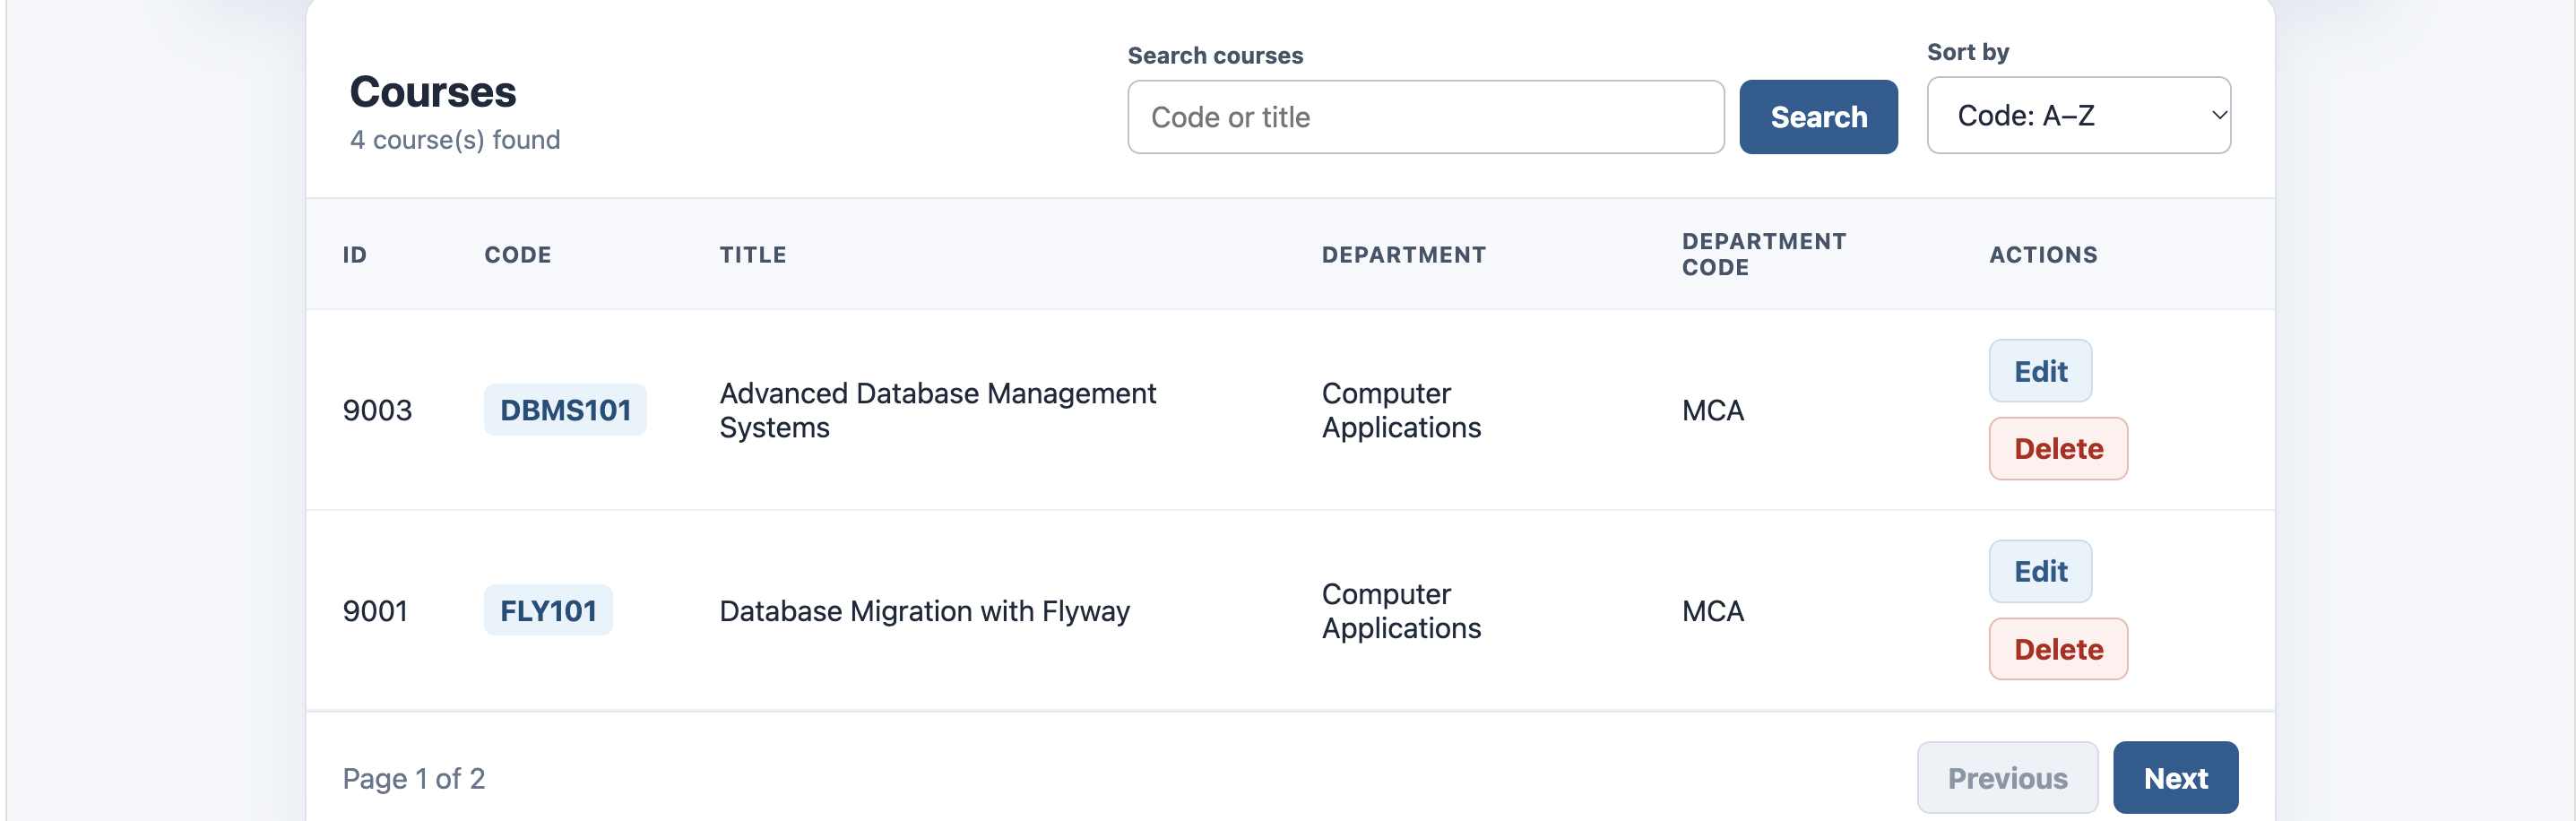 Courses
4 course(s) found
Search courses
Code or title
Search
Sort by
Code: A–Z
ID CODE TITLE DEPARTMENT DEPARTMENT CODE ACTIONS
9003 DBMS101 Advanced Database Management Systems Computer Applications MCA Edit Delete
9001 FLY101 Database Migration with Flyway Computer Applications MCA Edit Delete
Page 1 of 2 Previous Next